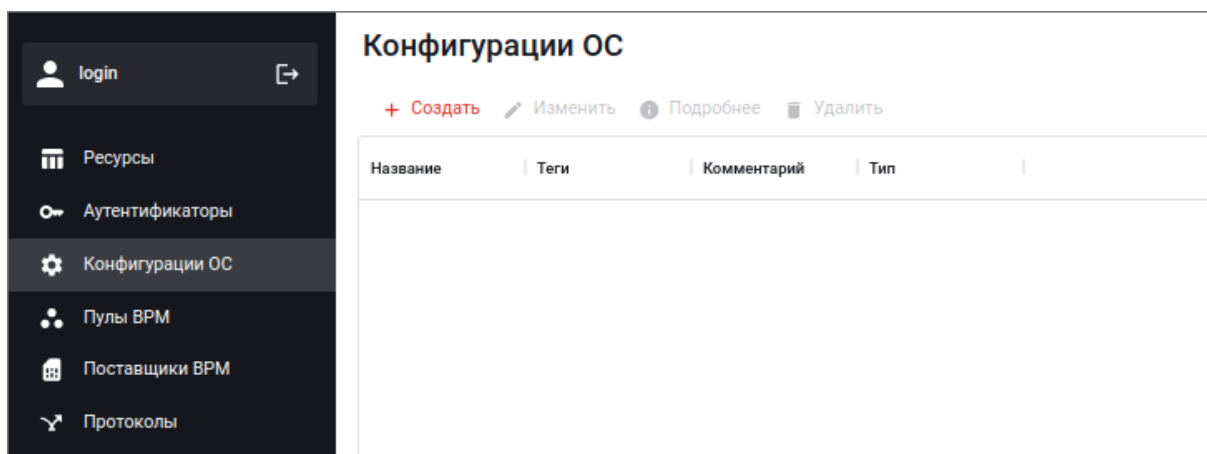 login
Ресурсы
Аутентификаторы
Конфигурации ОС
Пулы ВРМ
Поставщики ВРМ
Протоколы
Конфигурации ОС
+ Создать Изменить Подробнее Удалить
Название Теги Комментарий Тип